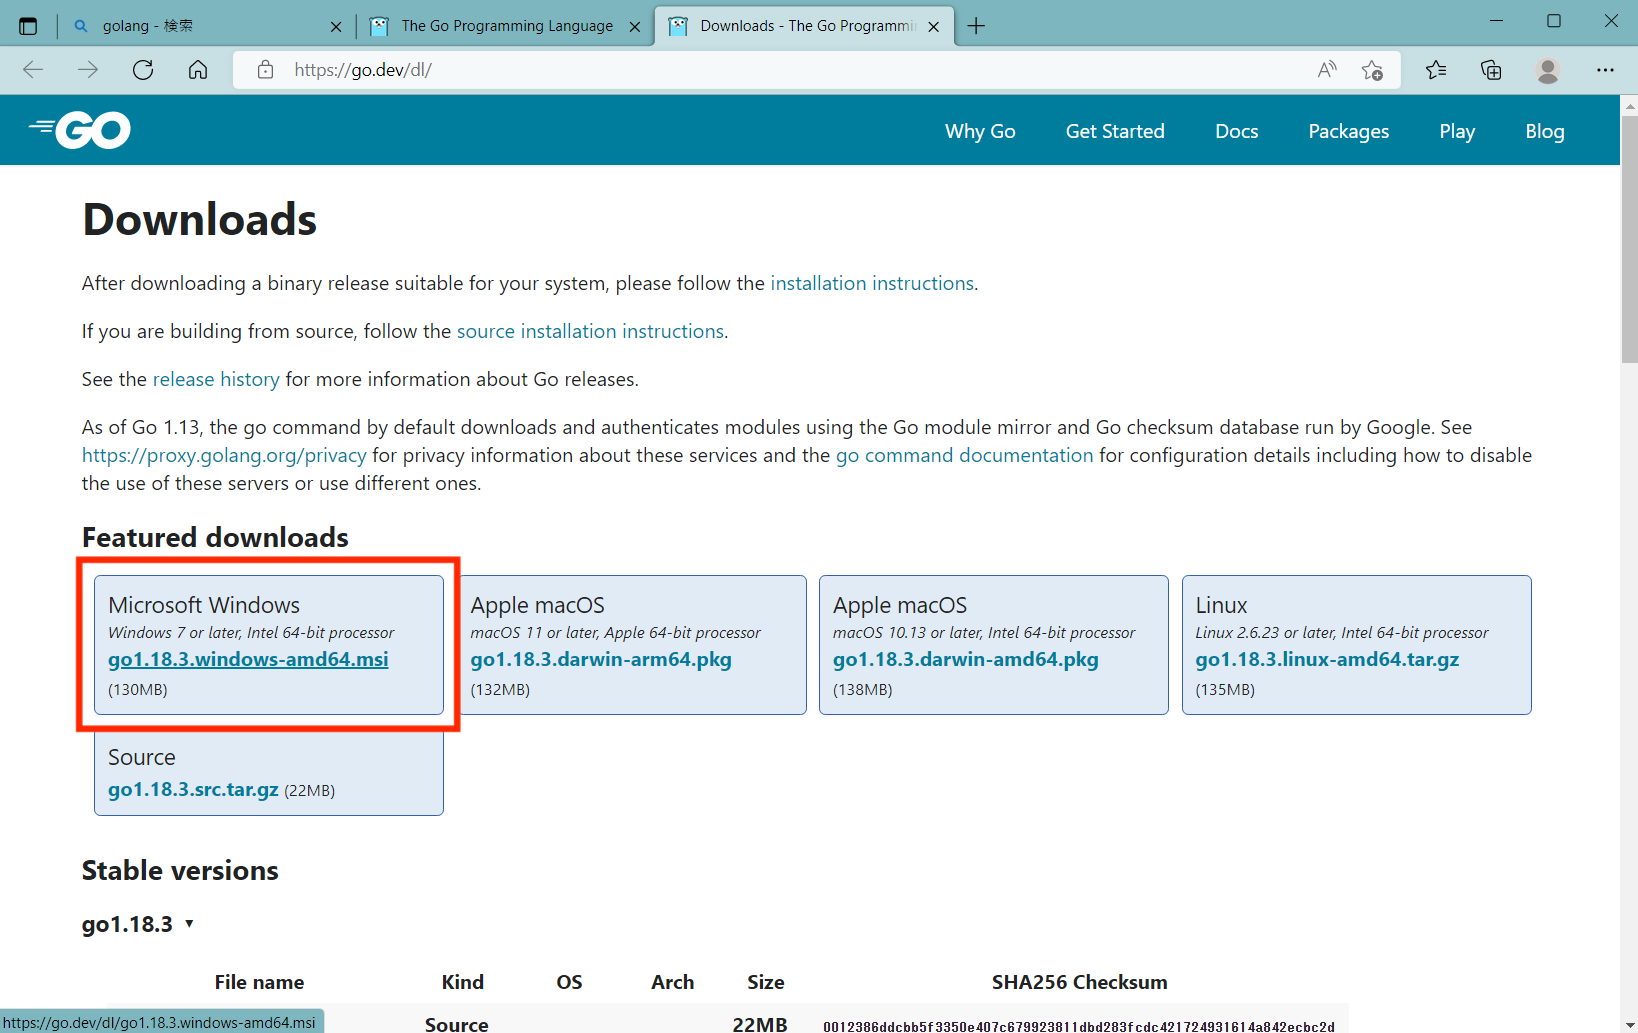 golang - 検索
The Go Programming Language
Downloads - The Go Programmi
https://go.dev/dl/
GO
Why Go
Get Started
Docs
Packages
Play
Blog
Downloads
After downloading a binary release suitable for your system, please follow the installation instructions.
If you are building from source, follow the source installation instructions.
See the release history for more information about Go releases.
As of Go 1.13, the go command by default downloads and authenticates modules using the Go module mirror and Go checksum database run by Google. See
https://proxy.golang.org/privacy for privacy information about these services and the go command documentation for configuration details including how to disable
the use of these servers or use different ones.
Featured downloads
Microsoft Windows
Windows 7 or later, Intel 64-bit processor
go1.18.3.windows-amd64.msi
(130MB)
Apple macOS
macOS 11 or later, Apple 64-bit processor
go1.18.3.darwin-arm64.pkg
(132MB)
Apple macOS
macOS 10.13 or later, Intel 64-bit processor
go1.18.3.darwin-amd64.pkg
(138MB)
Linux
Linux 2.6.23 or later, Intel 64-bit processor
go1.18.3.linux-amd64.tar.gz
(135MB)
Source
go1.18.3.src.tar.gz (22MB)
Stable versions
go1.18.3 ▼
File name Kind OS Arch Size SHA256 Checksum
Source 22MB 0012386ddcbb5f3350e407c679923811dbd283fcdc421724931614a842ecbc2d
https://go.dev/dl/go1.18.3.windows-amd64.msi